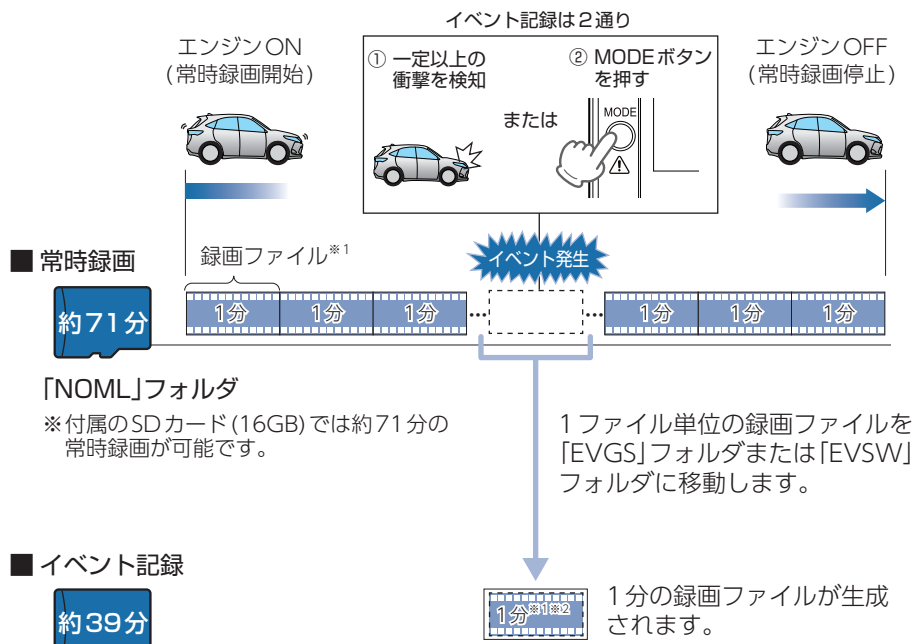 イベント記録は2通り
エンジンON
(常時録画開始)
① 一定以上の
衝撃を検知
または
② MODEボタン
を押す
MODE
エンジンOFF
(常時録画停止)
■ 常時録画
録画ファイル※1
イベント発生
約71分
1分
1分
1分
…
…
1分
1分
1分
「NOML」フォルダ
※付属のSDカード(16GB)では約71分の
常時録画が可能です。
1ファイル単位の録画ファイルを
「EVGS」フォルダまたは「EVSW」
フォルダに移動します。
■ イベント記録
約39分
1分※1※2
1分の録画ファイルが生成
されます。